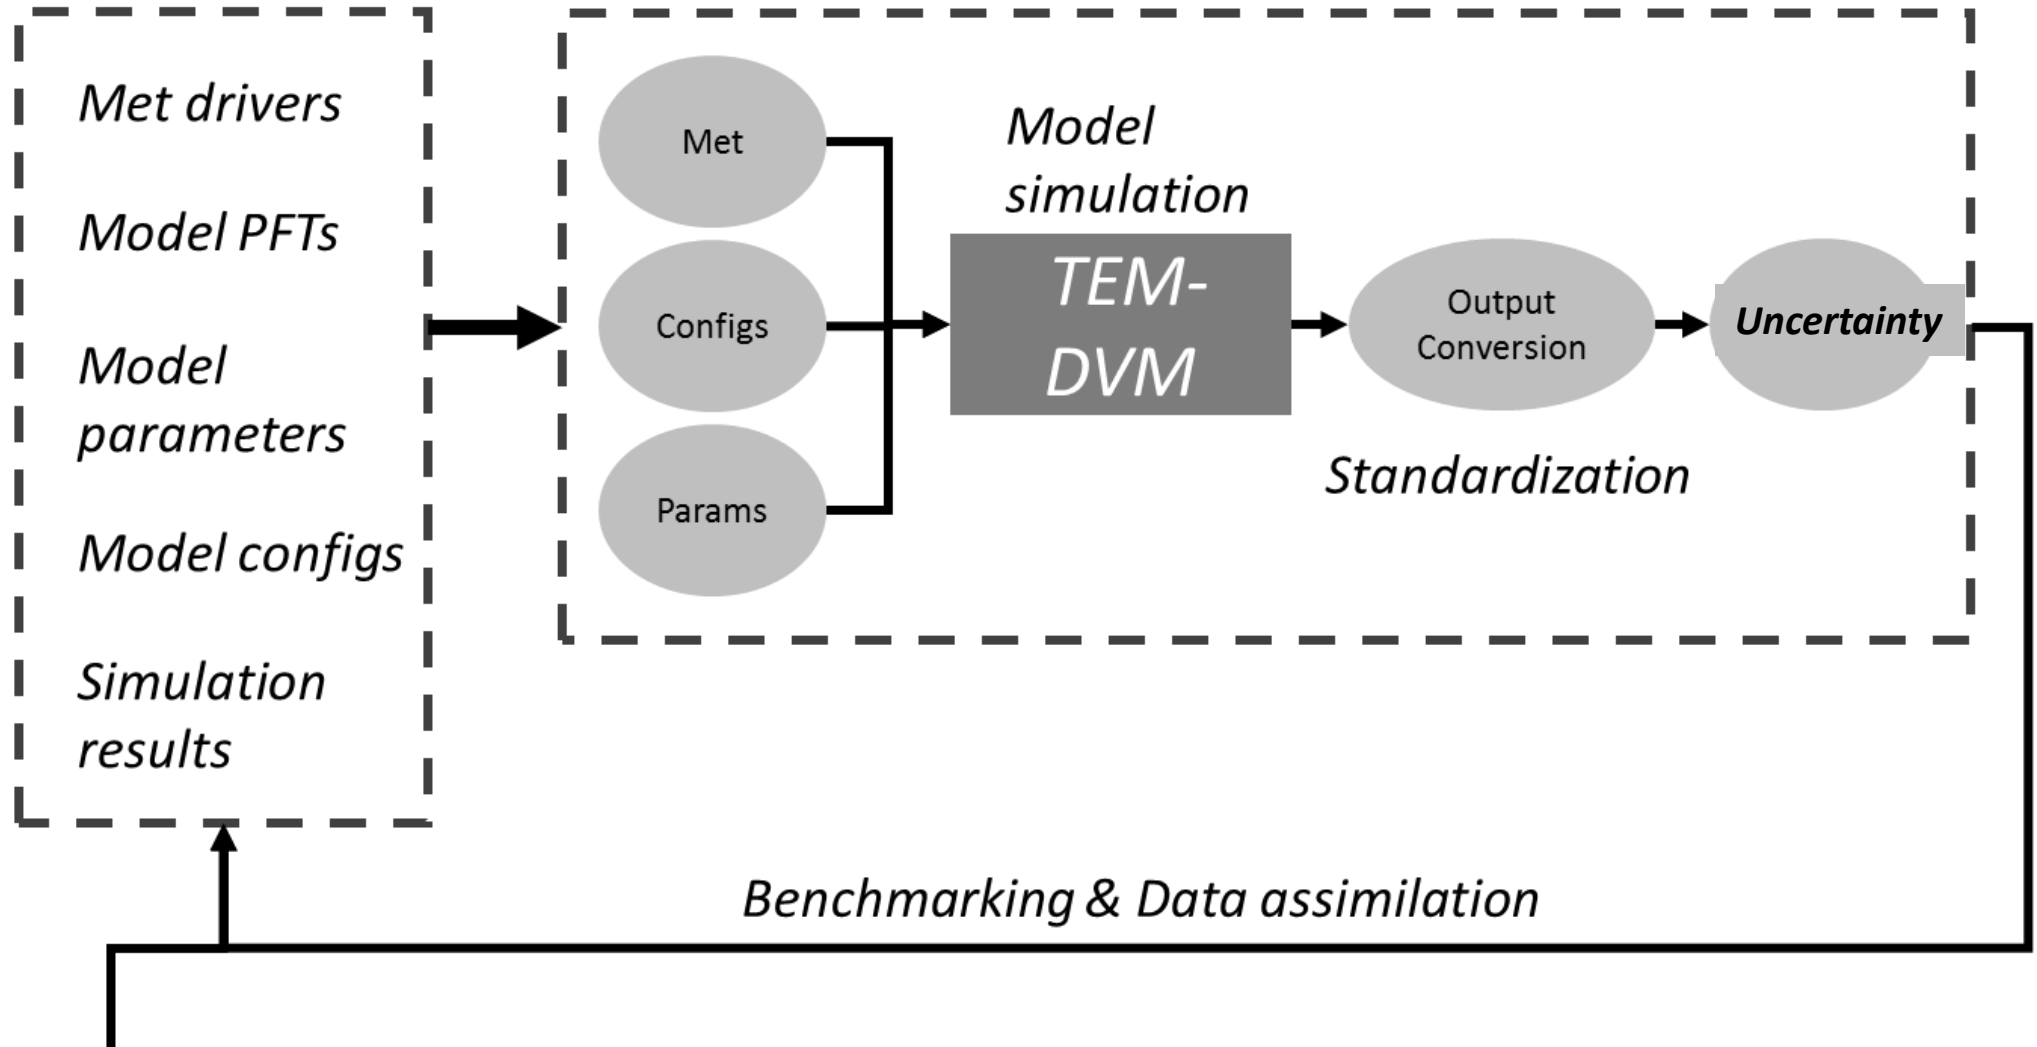 Met drivers
Model PFTs
Model
parameters
Model configs
Simulation
results
Met
Configs
Params
Model
simulation
TEM-
DVM
Output
Conversion
Uncertainty
Standardization
Benchmarking & Data assimilation